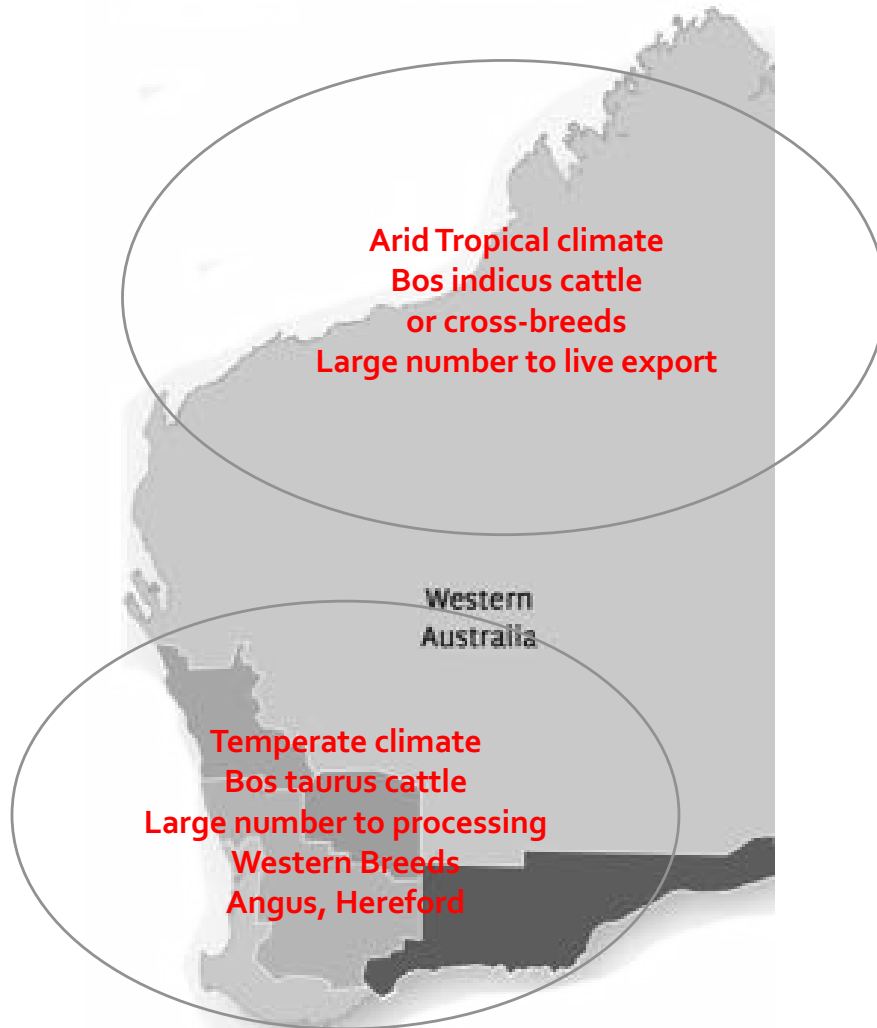 Arid Tropical climate
Bos indicus cattle
or cross-breeds
Large number to live export
Western
Australia
Temperate climate
Bos taurus cattle
Large number to processing
Western Breeds
Angus, Hereford